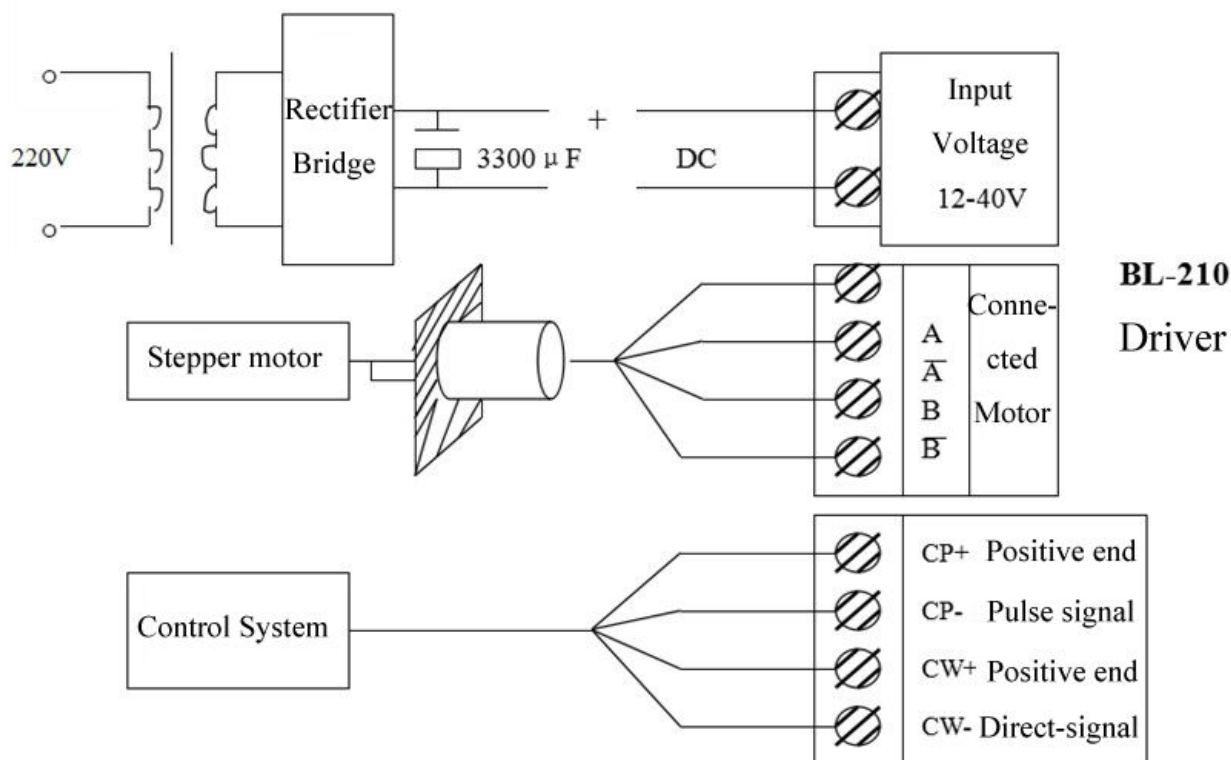 220V
Rectifier
Bridge
3300 μF
+
DC
Input
Voltage
12-40V
BL-210
Driver
Stepper motor
A
A̅
B
B̅
Conne-
cted
Motor
Control System
CP+ Positive end
CP- Pulse signal
CW+ Positive end
CW- Direct-signal